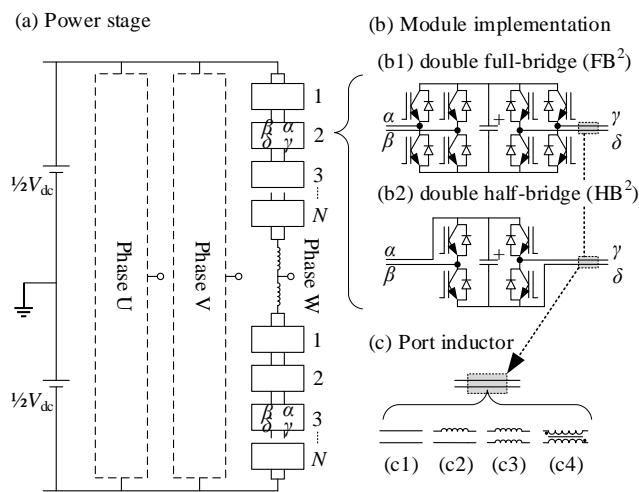 (a) Power stage
½Vdc
½Vdc
Phase U
Phase V
Phase W
1
2
β α
δ γ
3
N
1
2
3
β α
δ γ
N
(b) Module implementation
(b1) double full-bridge (FB²)
α
β
+
γ
δ
(b2) double half-bridge (HB²)
α
β
+
γ
δ
(c) Port inductor
(c1) (c2) (c3) (c4)